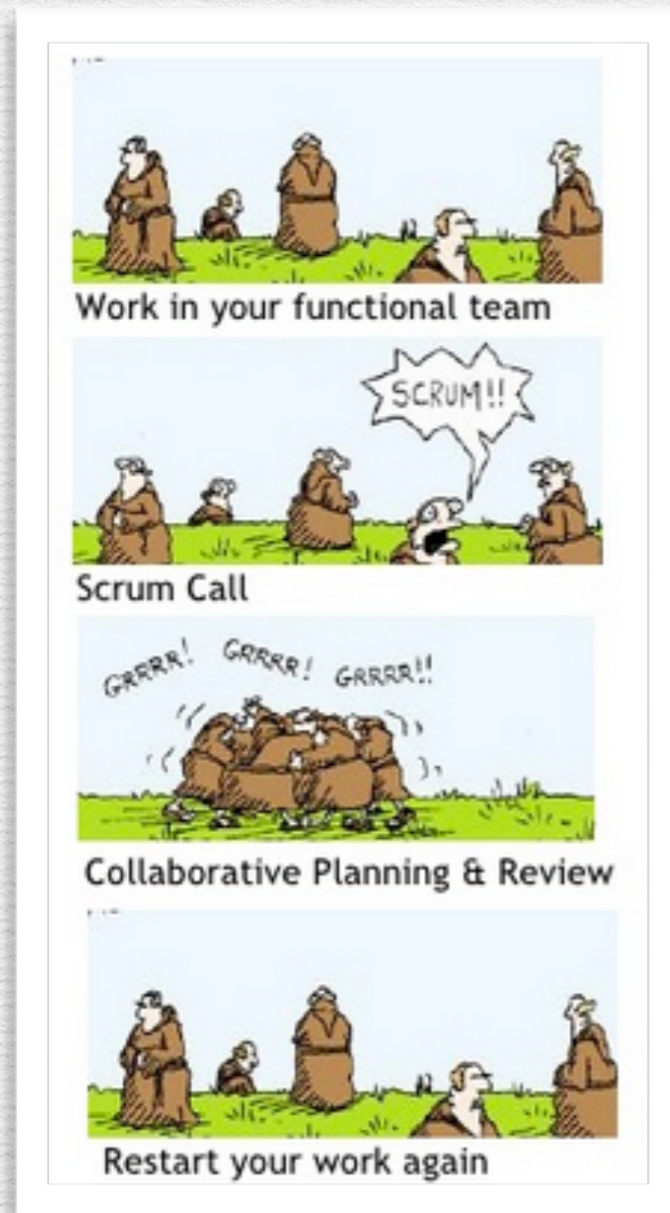 Work in your functional team
SCRUM!!
Scrum Call
GRRRR! GRRRR! GRRRR!!
Collaborative Planning & Review
Restart your work again